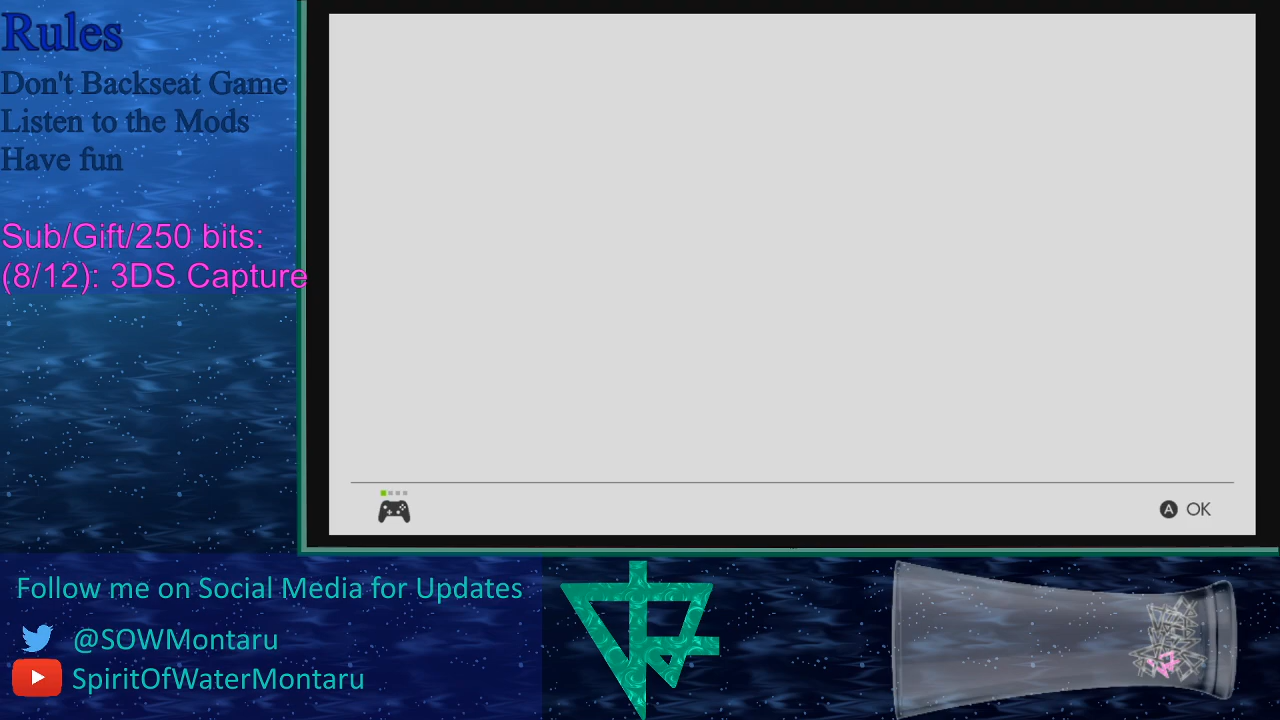 Rules
Don't Backseat Game
Listen to the Mods
Have fun
Sub/Gift/250 bits:
(8/12): 3DS Capture
A OK
Follow me on Social Media for Updates
@SOWMontaru
SpiritOfWaterMontaru